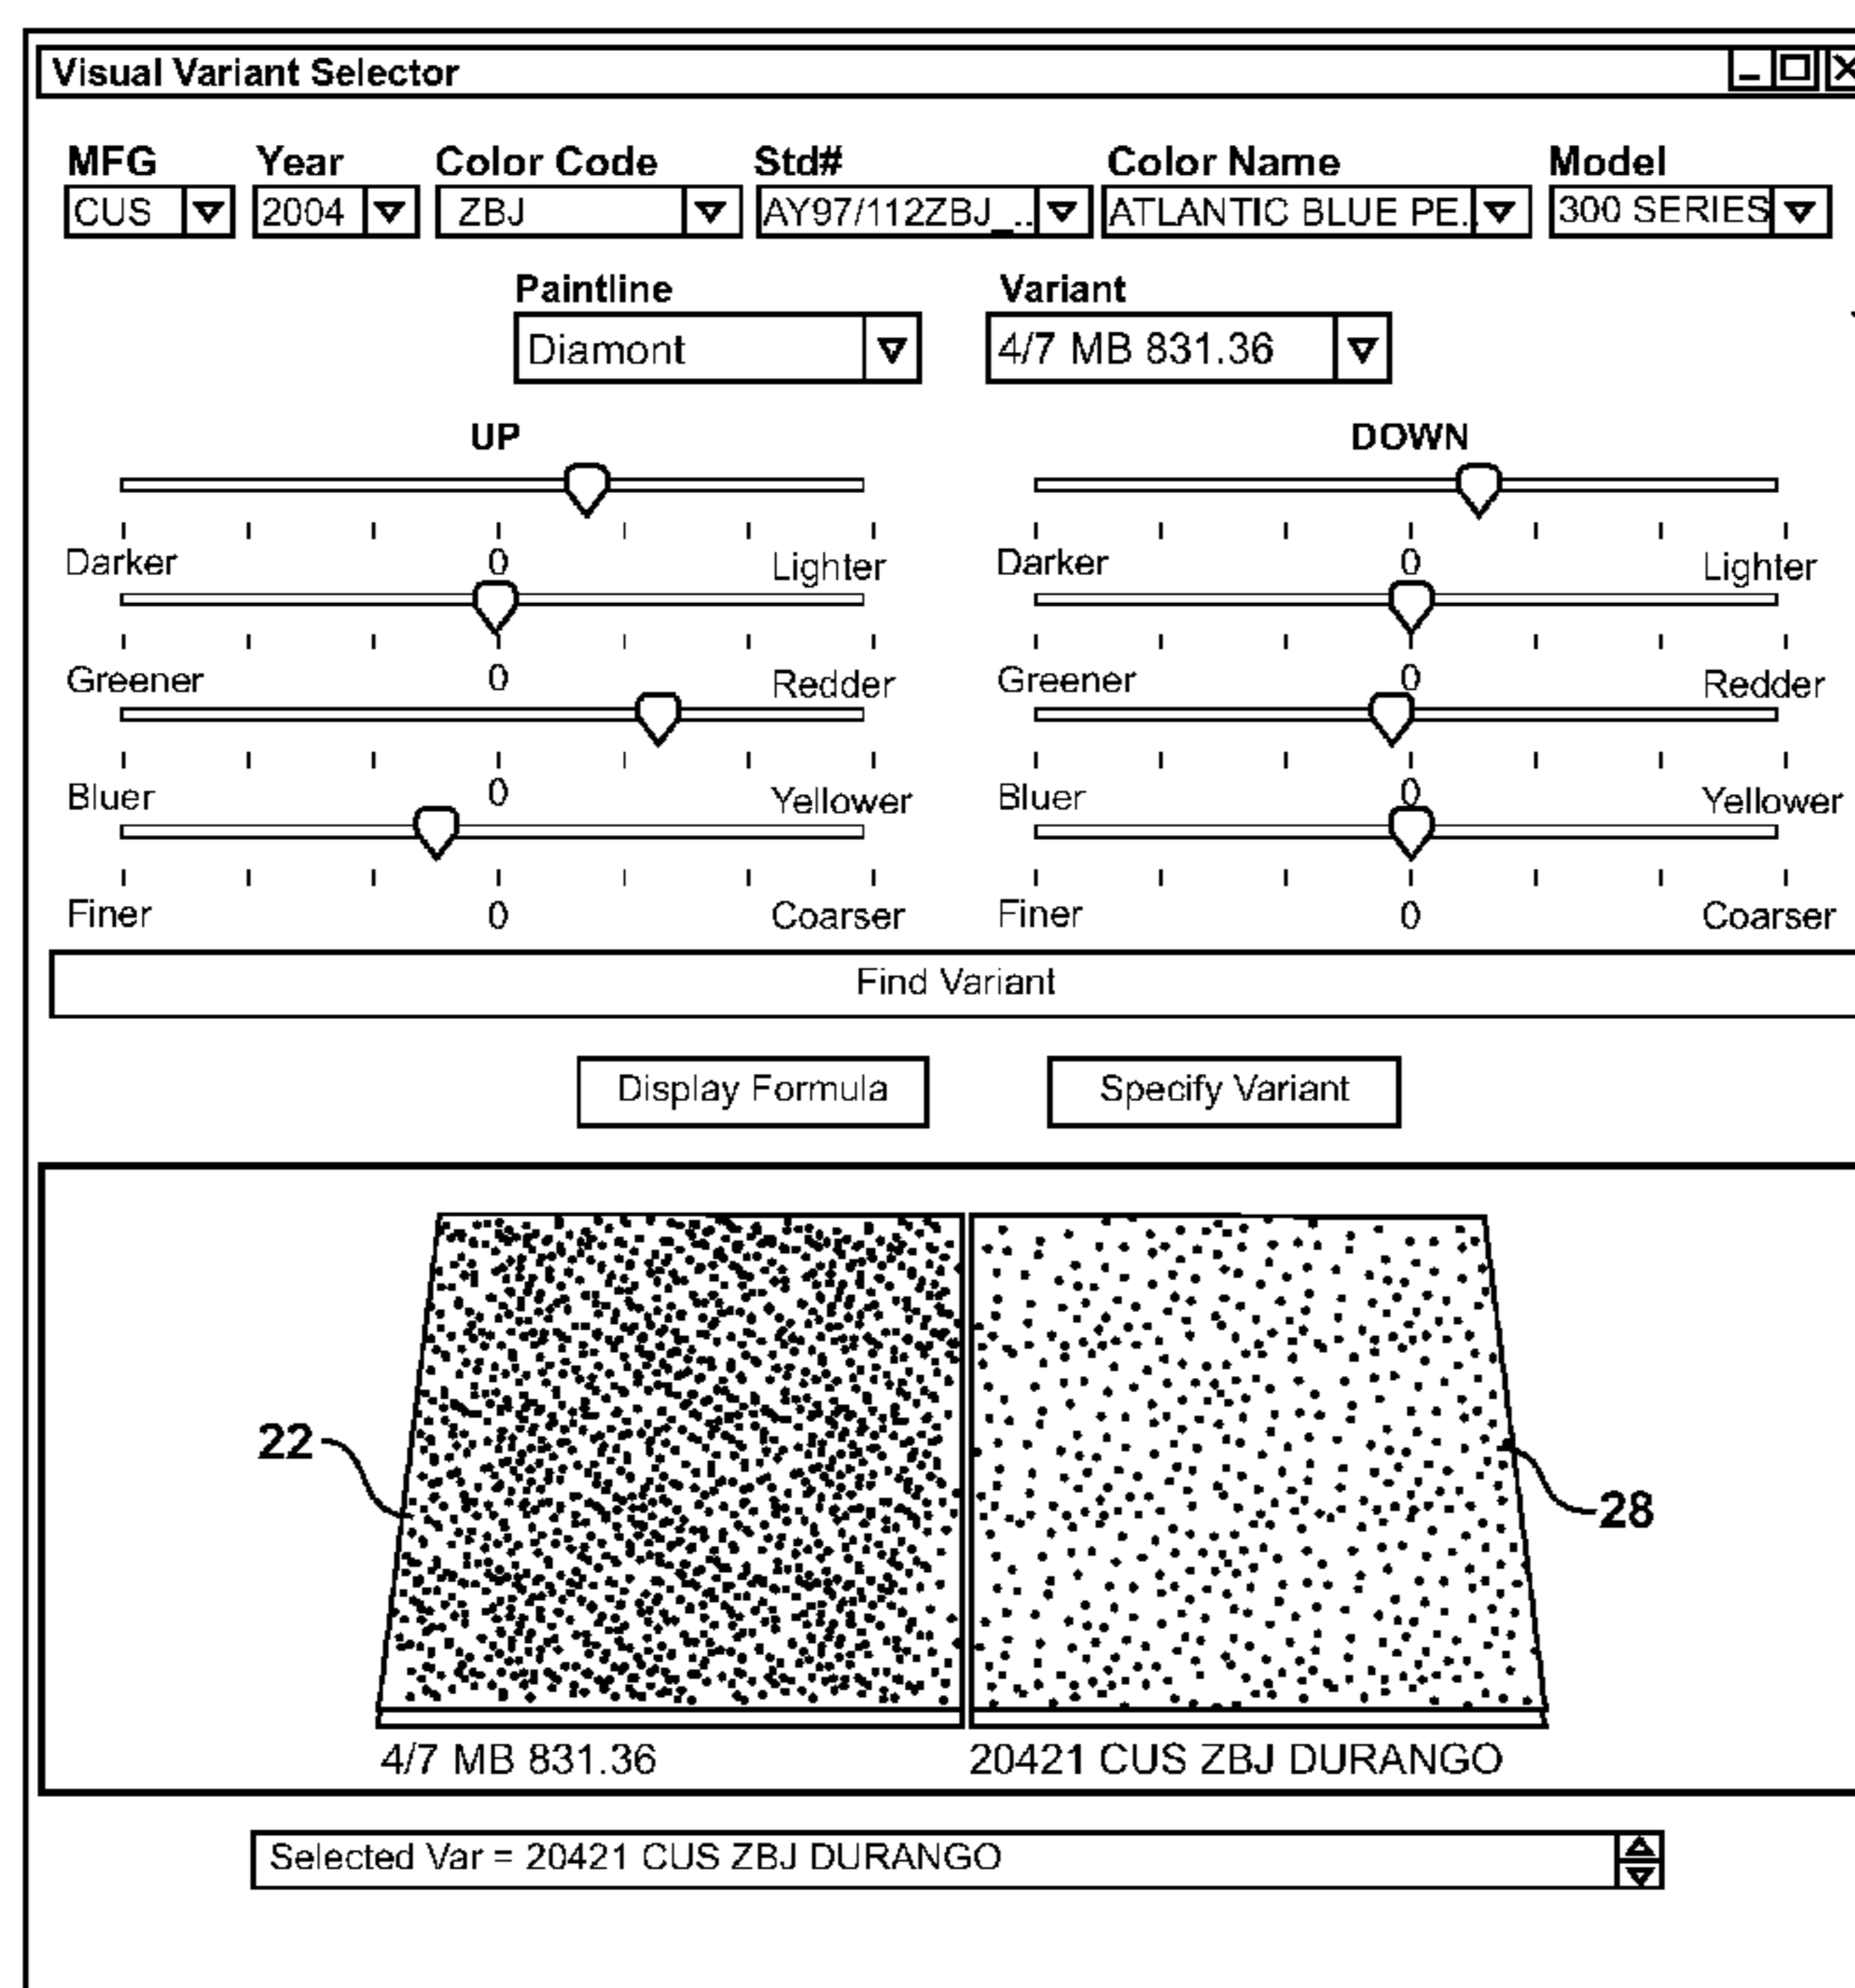 Visual Variant Selector
MFG Year Color Code Std# Color Name Model
CUS 2004 ZBJ AY97/112ZBJ_.. ATLANTIC BLUE PE.. 300 SERIES
Paintline Variant
Diamont 4/7 MB 831.36
UP DOWN
Darker 0 Lighter Darker 0 Lighter
Greener 0 Redder Greener 0 Redder
Bluer 0 Yellower Bluer 0 Yellower
Finer 0 Coarser Finer 0 Coarser
Find Variant
Display Formula Specify Variant
22
28
4/7 MB 831.36 20421 CUS ZBJ DURANGO
Selected Var = 20421 CUS ZBJ DURANGO